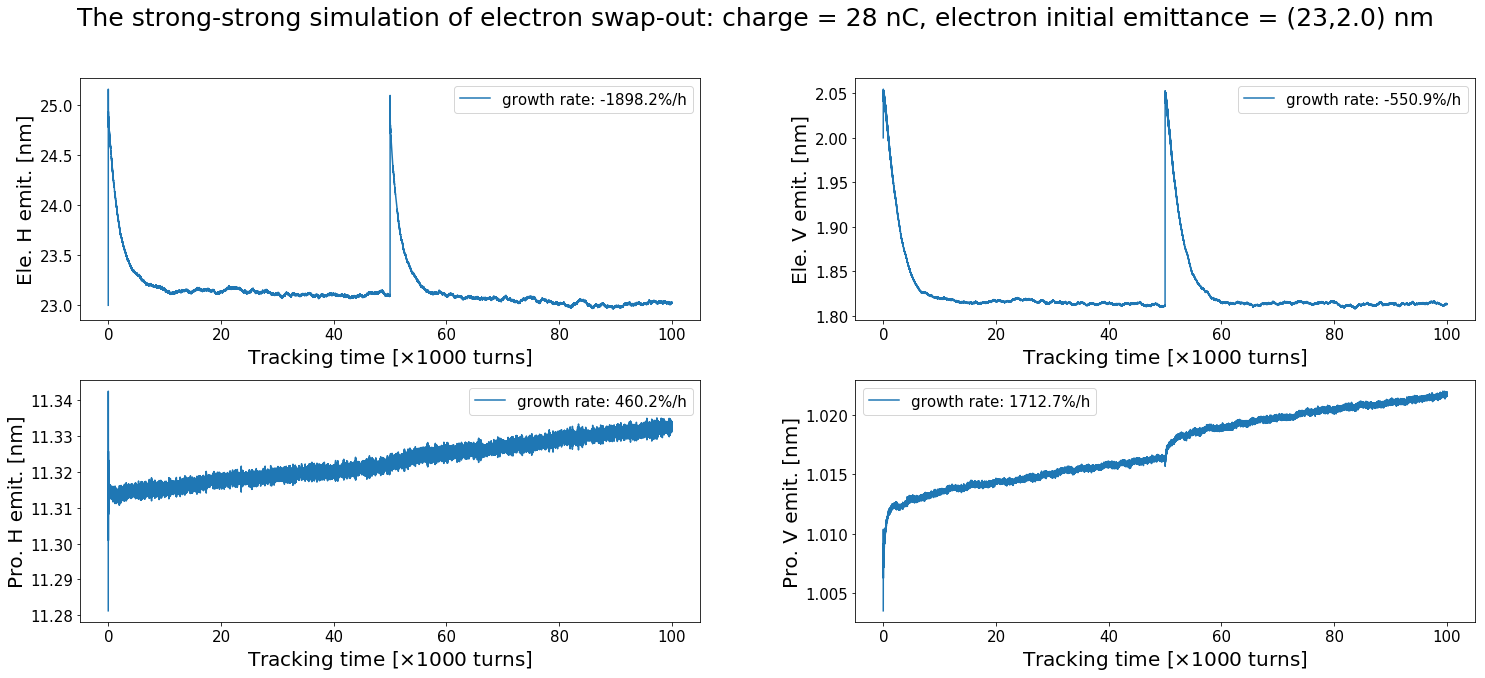 The strong-strong simulation of electron swap-out: charge = 28 nC, electron initial emittance = (23,2.0) nm
growth rate: -1898.2%/h
Ele. H emit. [nm]
25.0
24.5
24.0
23.5
23.0
0 20 40 60 80 100
Tracking time [×1000 turns]
growth rate: -550.9%/h
Ele. V emit. [nm]
2.05
2.00
1.95
1.90
1.85
1.80
0 20 40 60 80 100
Tracking time [×1000 turns]
growth rate: 460.2%/h
Pro. H emit. [nm]
11.34
11.33
11.32
11.31
11.30
11.29
11.28
0 20 40 60 80 100
Tracking time [×1000 turns]
growth rate: 1712.7%/h
Pro. V emit. [nm]
1.020
1.015
1.010
1.005
0 20 40 60 80 100
Tracking time [×1000 turns]